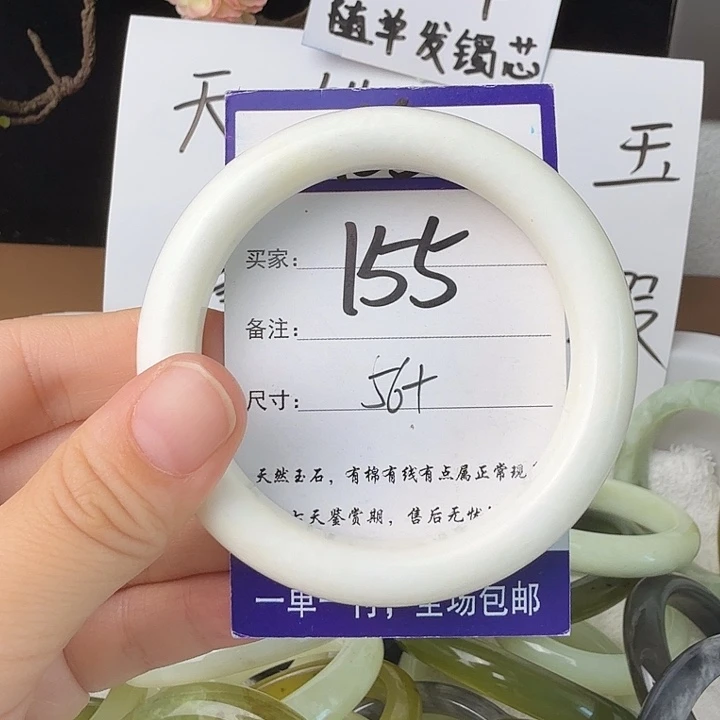 随单发镯芯
天
玉
买家: 155
备注:
尺寸: 56+
天然玉石，有棉有线有点属正常现
七天鉴赏期，售后无忧
一单一 ，全场包邮